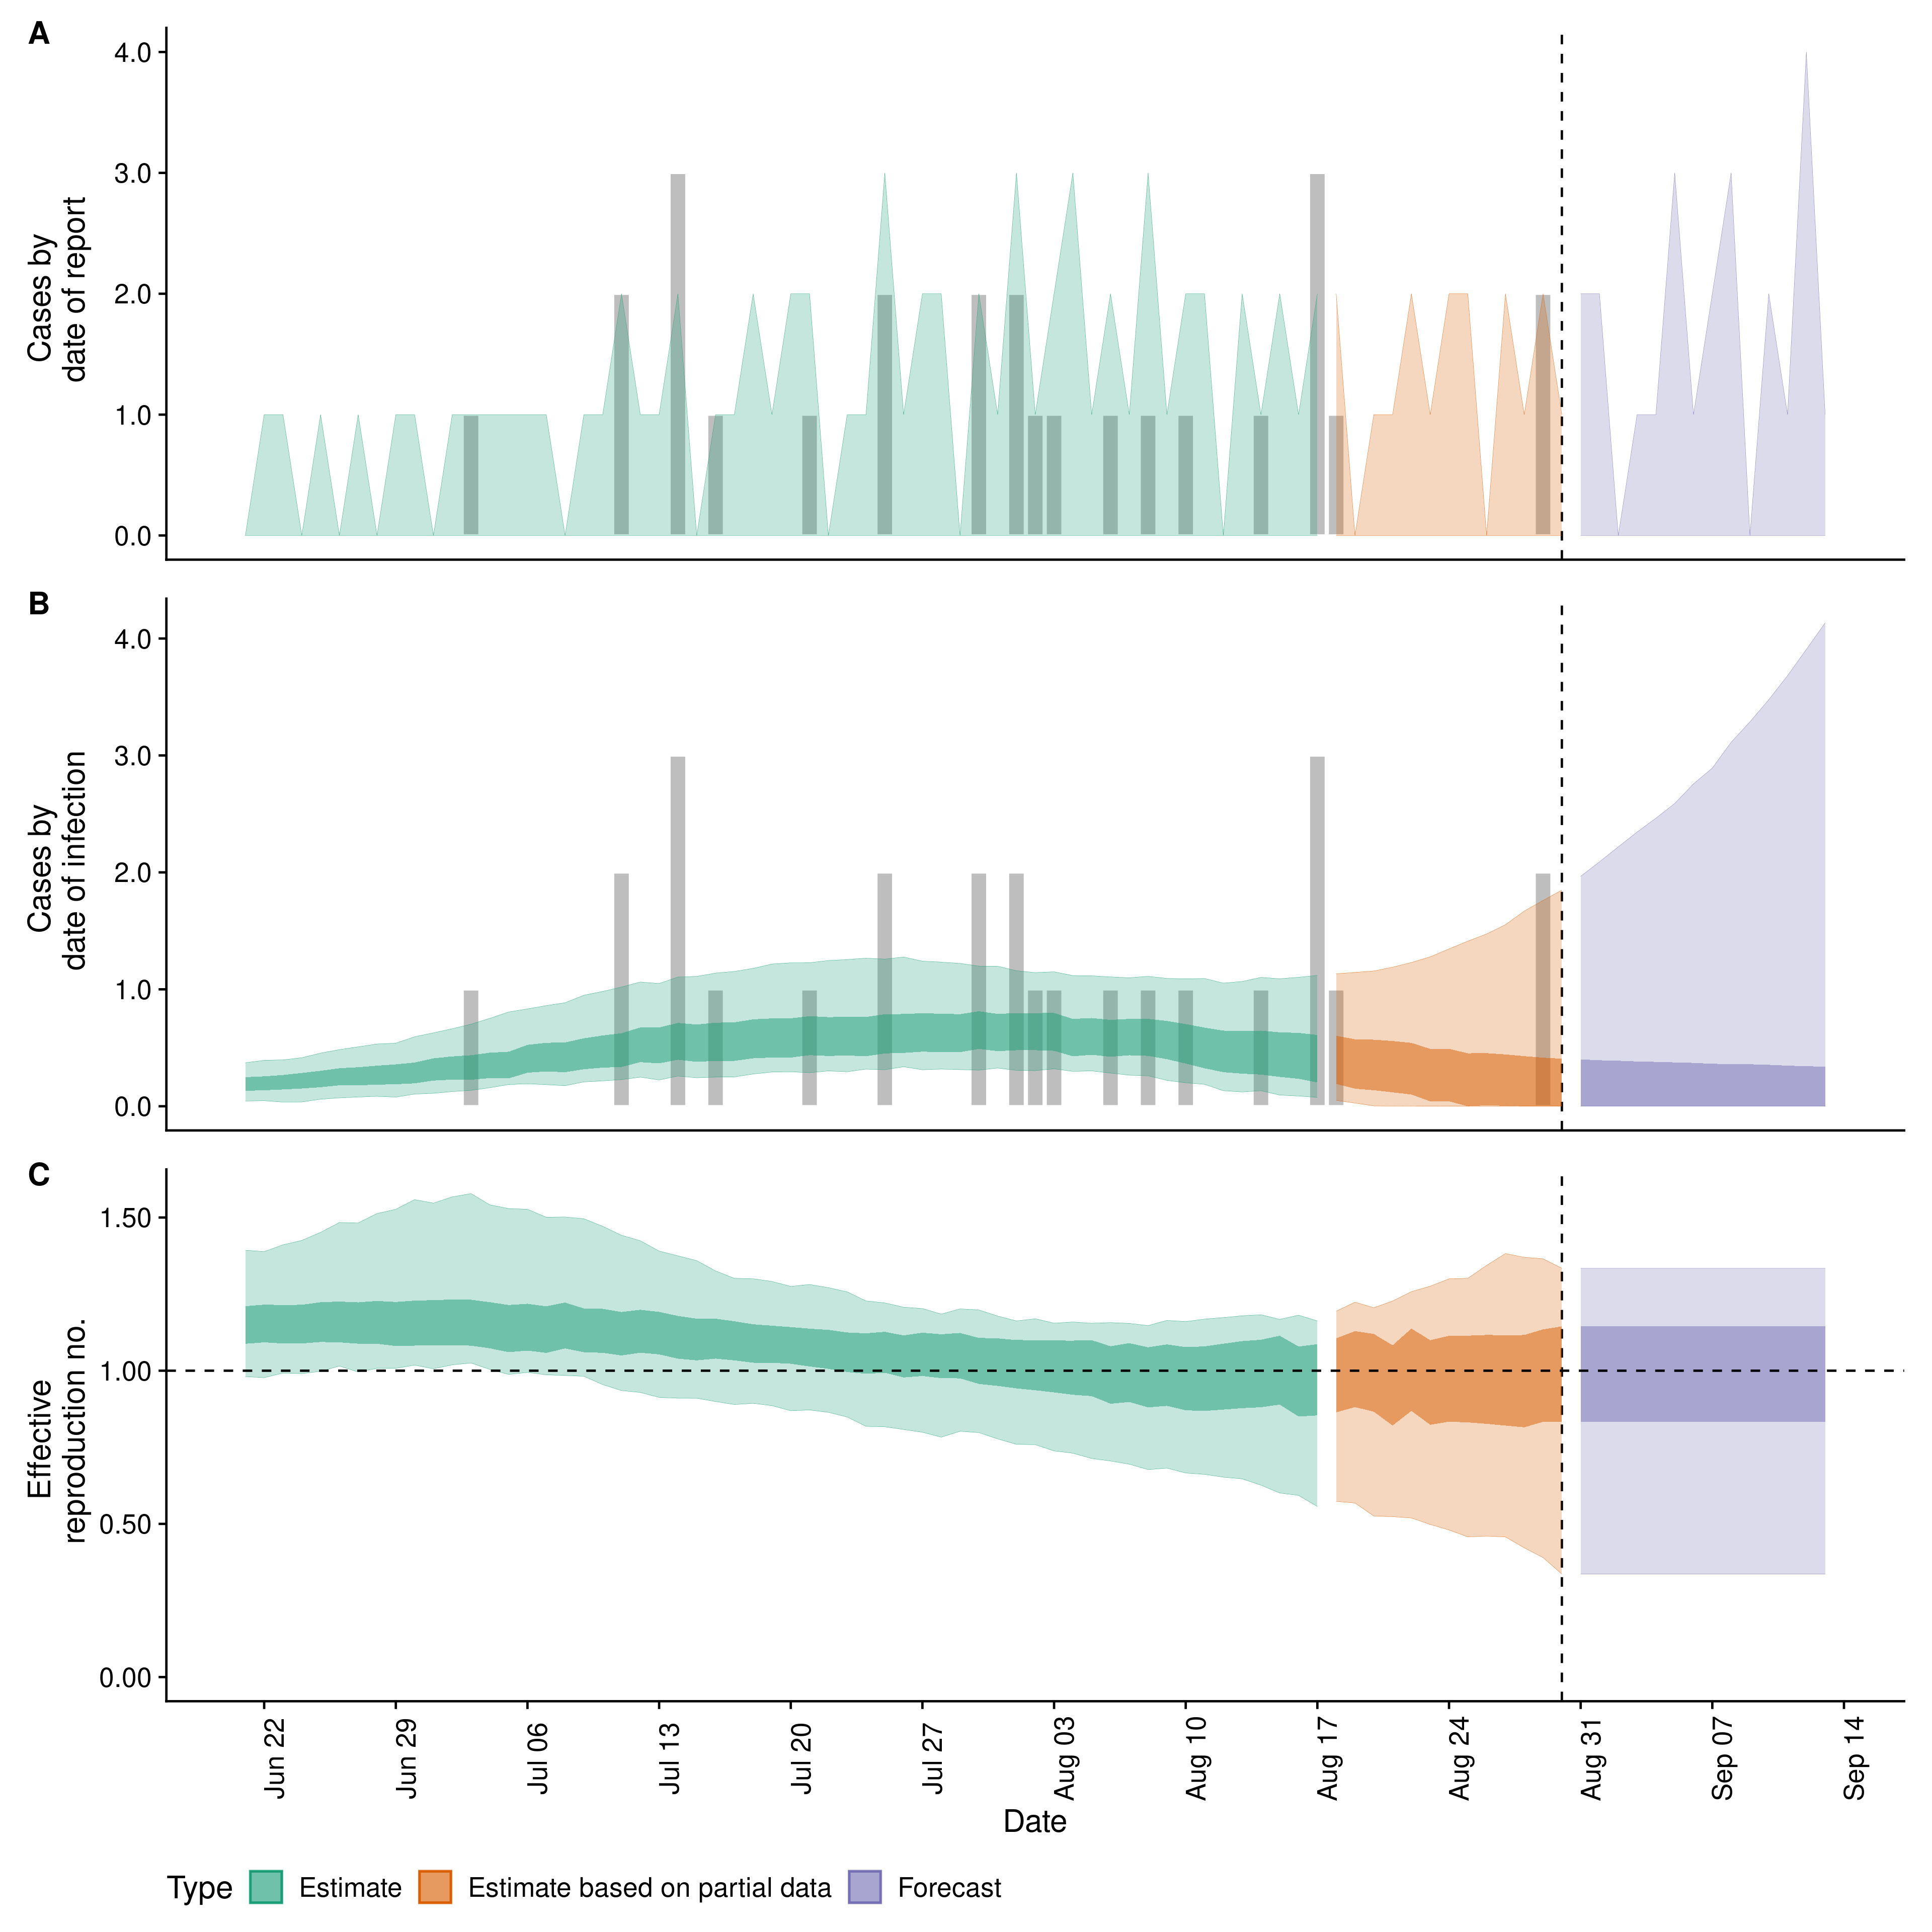 A
4.0
3.0
2.0
1.0
0.0
Cases by
date of report
B
4.0
3.0
2.0
1.0
0.0
Cases by
date of infection
C
1.50
1.00
0.50
0.00
Effective
reproduction no.
Jun 22
Jun 29
Jul 06
Jul 13
Jul 20
Jul 27
Aug 03
Aug 10
Aug 17
Aug 24
Aug 31
Sep 07
Sep 14
Date
Type Estimate Estimate based on partial data Forecast